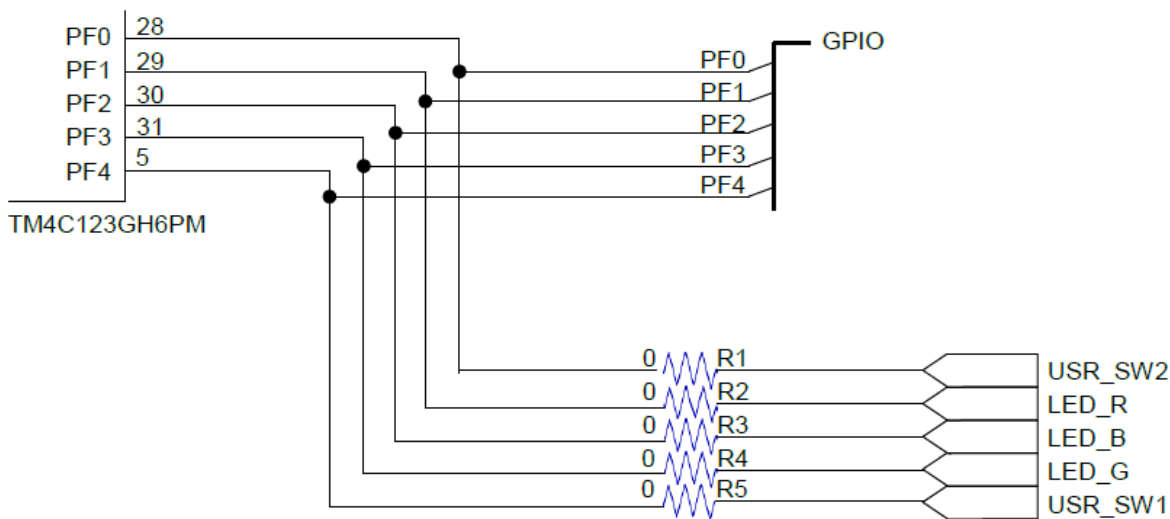 PF0 28
PF1 29
PF2 30
PF3 31
PF4 5
TM4C123GH6PM
GPIO
PF0
PF1
PF2
PF3
PF4
0 R1 USR_SW2
0 R2 LED_R
0 R3 LED_B
0 R4 LED_G
0 R5 USR_SW1